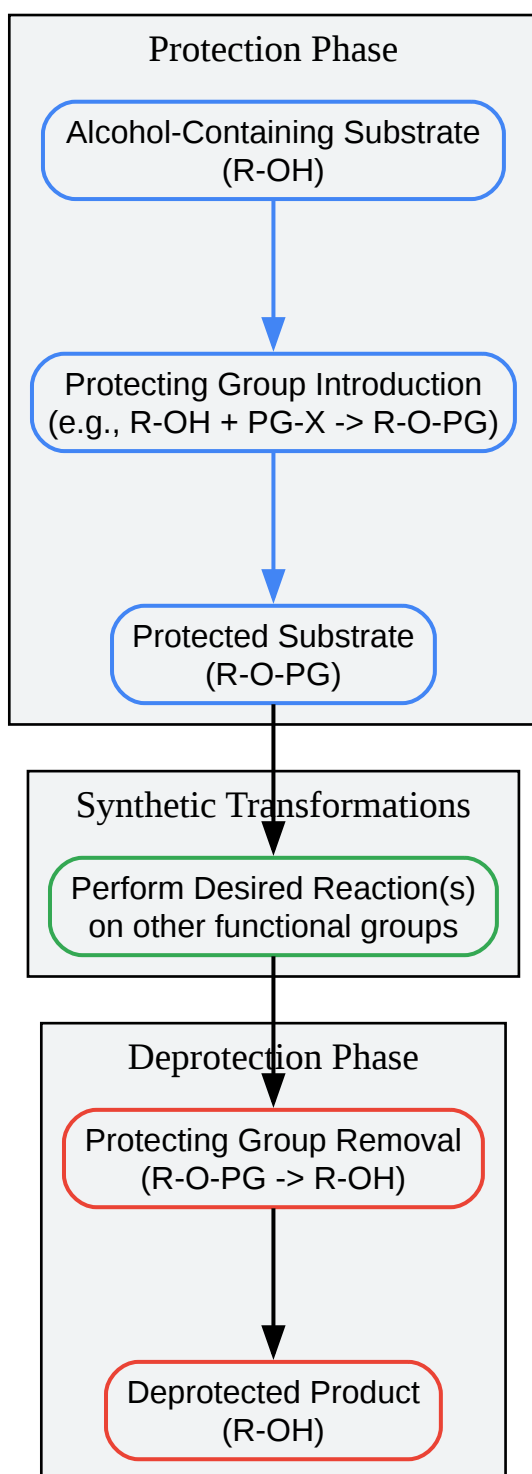 Protection Phase
Alcohol-Containing Substrate
(R-OH)
Protecting Group Introduction
(e.g., R-OH + PG-X -> R-O-PG)
Protected Substrate
(R-O-PG)
Synthetic Transformations
Perform Desired Reaction(s)
on other functional groups
Deprotection Phase
Protecting Group Removal
(R-O-PG -> R-OH)
Deprotected Product
(R-OH)